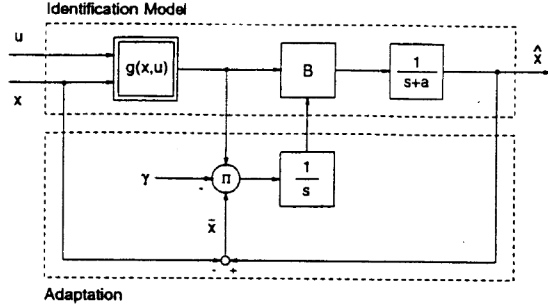 Identification Model
u
x
g(x,u)
B
1
s+a
x̂
γ
-
Π
1
s
x̄
- +
Adaptation